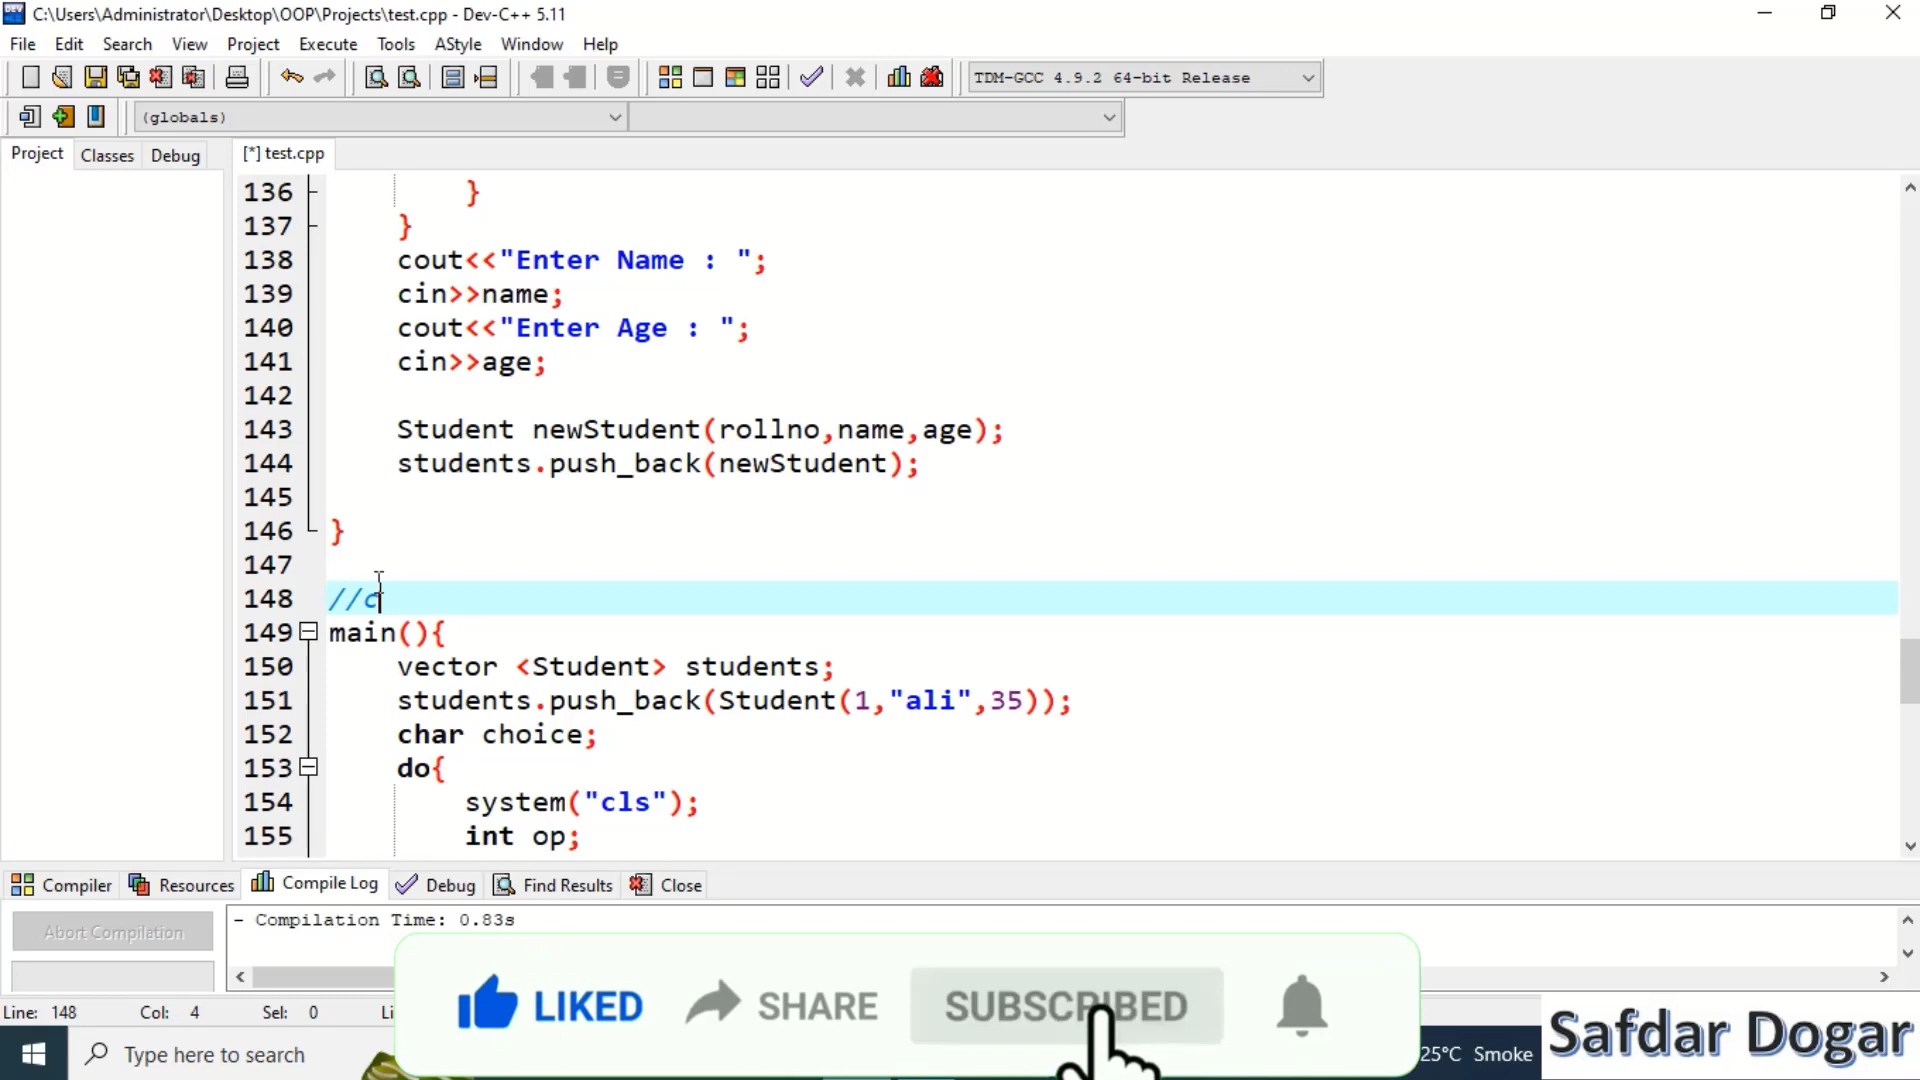 C:\Users\Administrator\Desktop\OOP\Projects\test.cpp - Dev-C++ 5.11
File Edit Search View Project Execute Tools AStyle Window Help
TDM-GCC 4.9.2 64-bit Release
(globals)
Project Classes Debug [*] test.cpp
136 }
137 }
138 cout<<"Enter Name : ";
139 cin>>name;
140 cout<<"Enter Age : ";
141 cin>>age;
142
143 Student newStudent(rollno,name,age);
144 students.push_back(newStudent);
145
146 }
147
148 //c
149 main(){
150 vector <Student> students;
151 students.push_back(Student(1,"ali",35));
152 char choice;
153 do{
154 system("cls");
155 int op;
Compiler Resources Compile Log Debug Find Results Close
Abort Compilation
- Compilation Time: 0.83s
LIKED SHARE SUBSCRIBED
Line: 148 Col: 4 Sel: 0 Li
Type here to search
25°C Smoke
Safdar Dogar